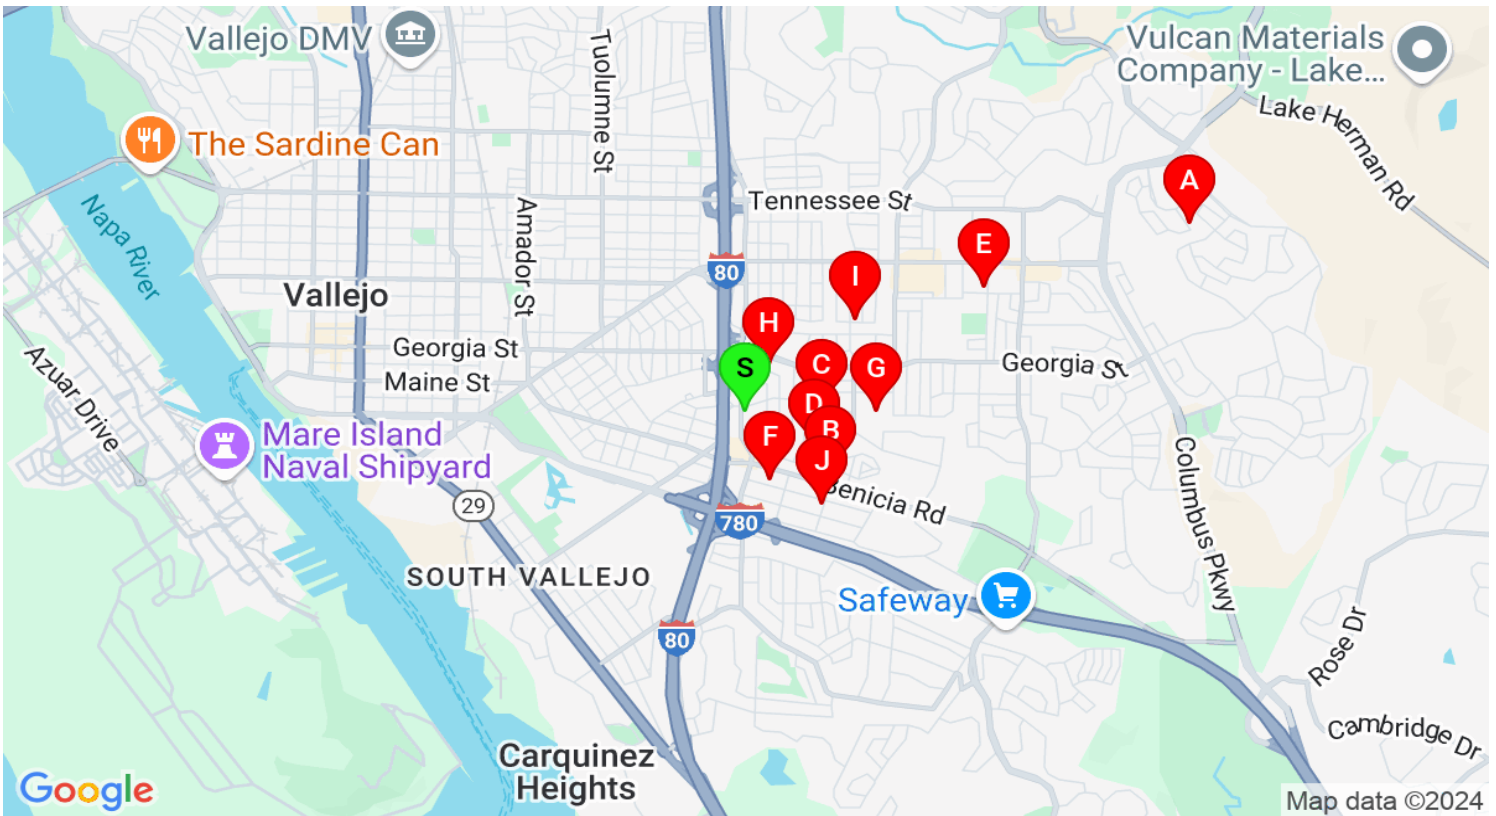 Vallejo DMV
Vulcan Materials
Company - Lake...
Tuolumne St
Lake Herman Rd
The Sardine Can
A
Tennessee St
Amador St
Napa River
E
80
I
Vallejo
H
Georgia St
C
G
Georgia St
S
Maine St
Azuar Drive
D
B
F
J
Mare Island
Naval Shipyard
Benicia Rd
29
780
Columbus Pkwy
SOUTH VALLEJO
Safeway
80
Rose Dr
Cambridge Dr
Carquinez
Heights
Google
Map data ©2024